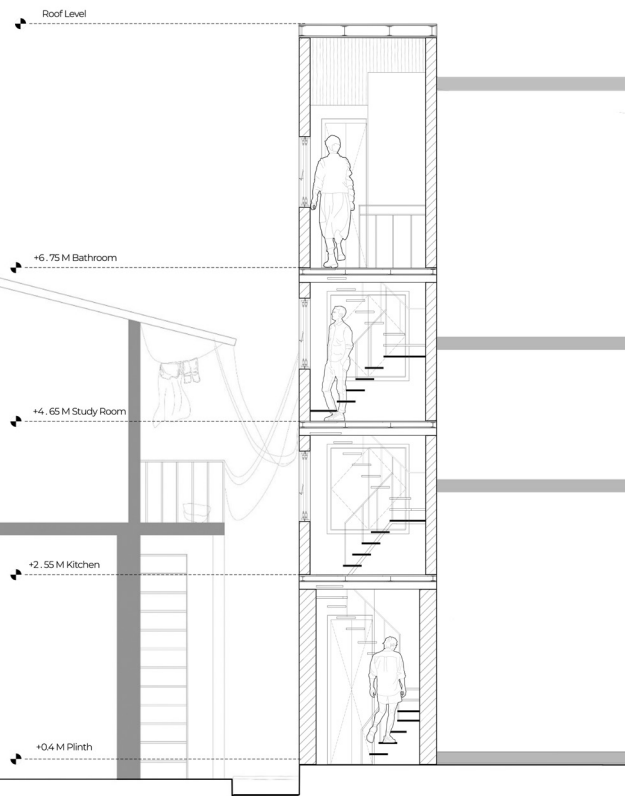 Roof Level
+6 . 75 M Bathroom
+4 . 65 M Study Room
+2 . 55 M Kitchen
+0.4 M Plinth